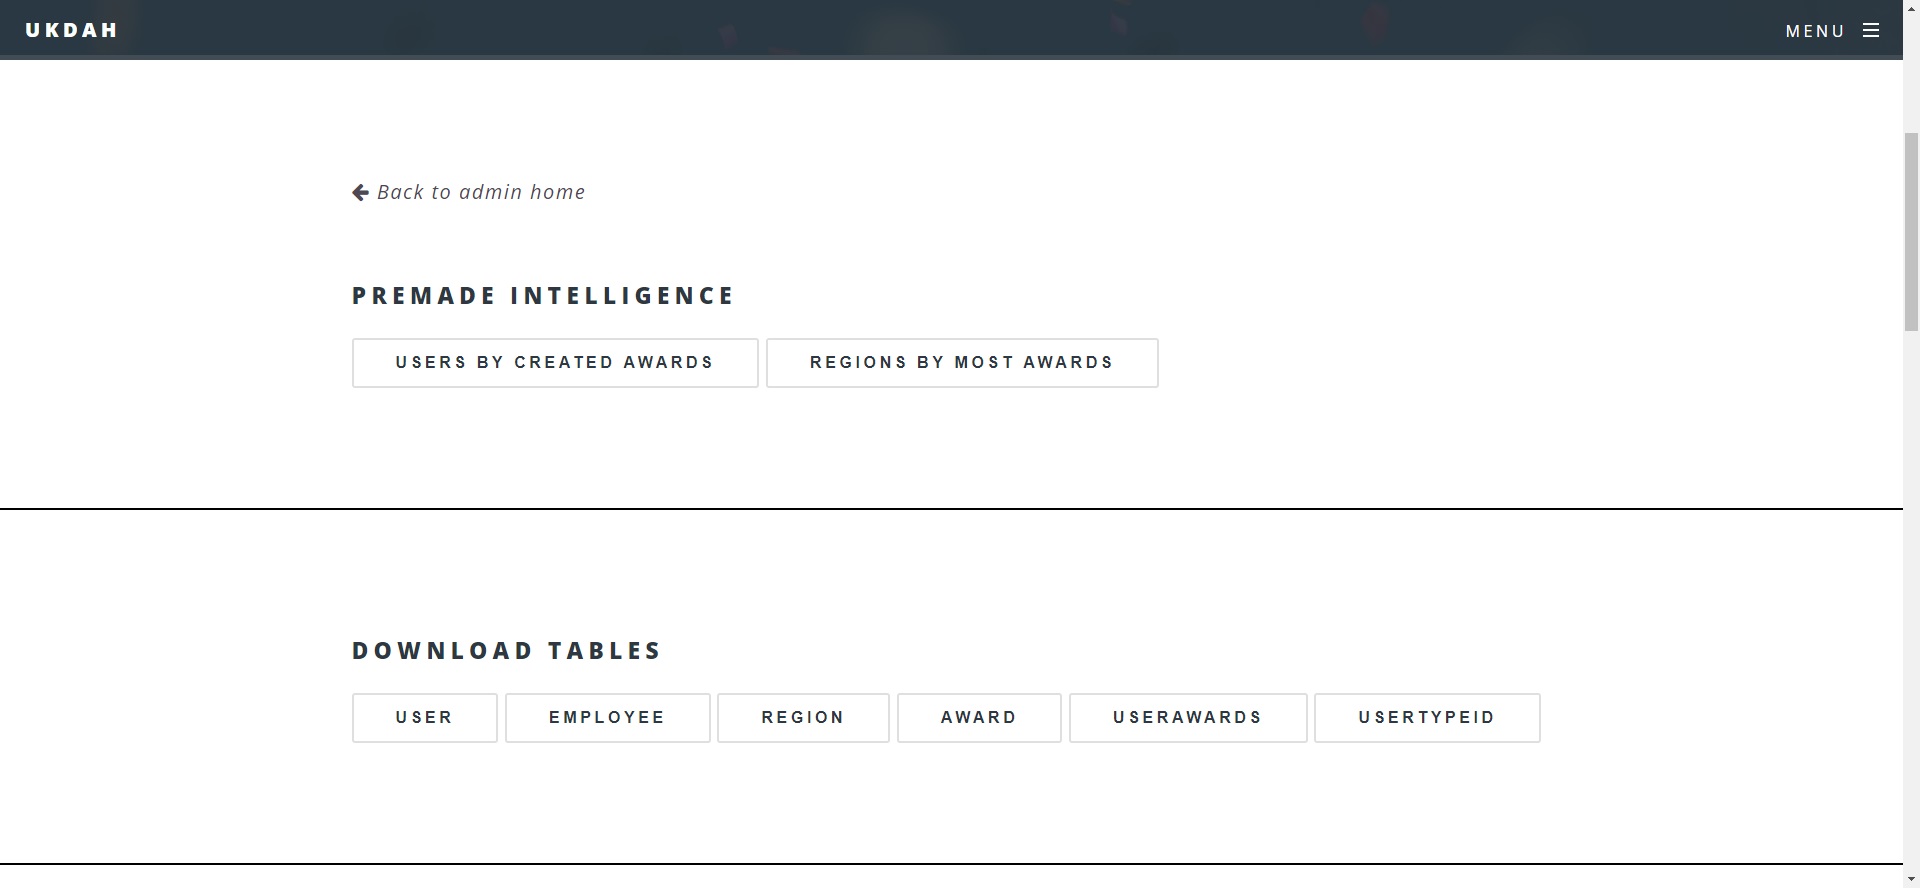 UKDAH
MENU
Back to admin home
PREMADE INTELLIGENCE
USERS BY CREATED AWARDS
REGIONS BY MOST AWARDS
DOWNLOAD TABLES
USER
EMPLOYEE
REGION
AWARD
USERAWARDS
USERTYPEID